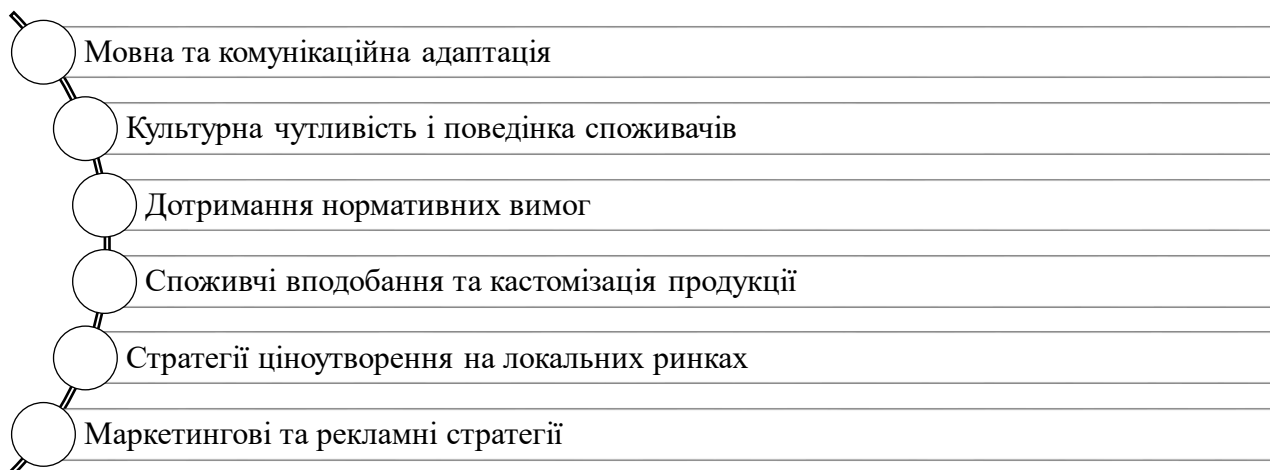 Мовна та комунікаційна адаптація
Культурна чутливість і поведінка споживачів
Дотримання нормативних вимог
Споживчі вподобання та кастомізація продукції
Стратегії ціноутворення на локальних ринках
Маркетингові та рекламні стратегії